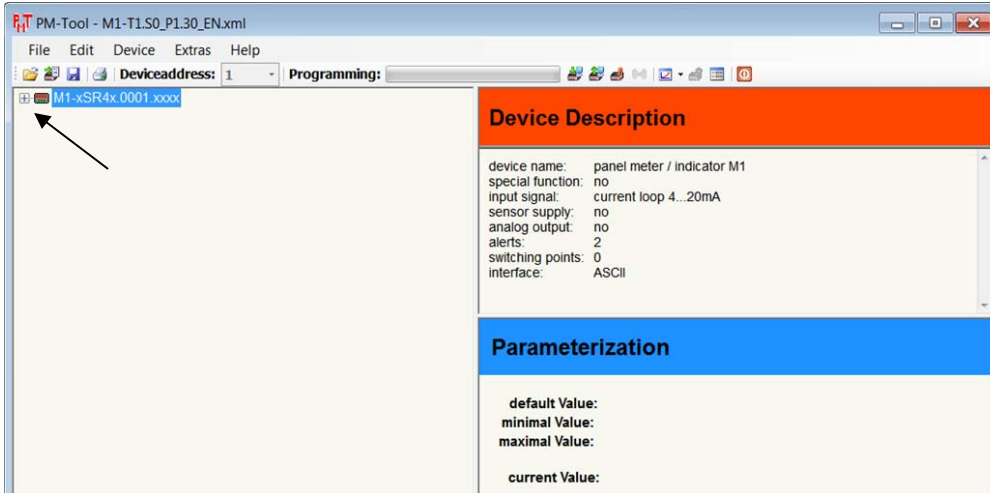 PM-Tool - M1-T1.S0_P1.30_EN.xml
File Edit Device Extras Help
Deviceaddress: 1 Programming:
M1-xSR4x.0001.xxxx
Device Description
device name: panel meter / indicator M1
special function: no
input signal: current loop 4...20mA
sensor supply: no
analog output: no
alerts: 2
switching points: 0
interface: ASCII
Parameterization
default Value:
minimal Value:
maximal Value:
current Value: